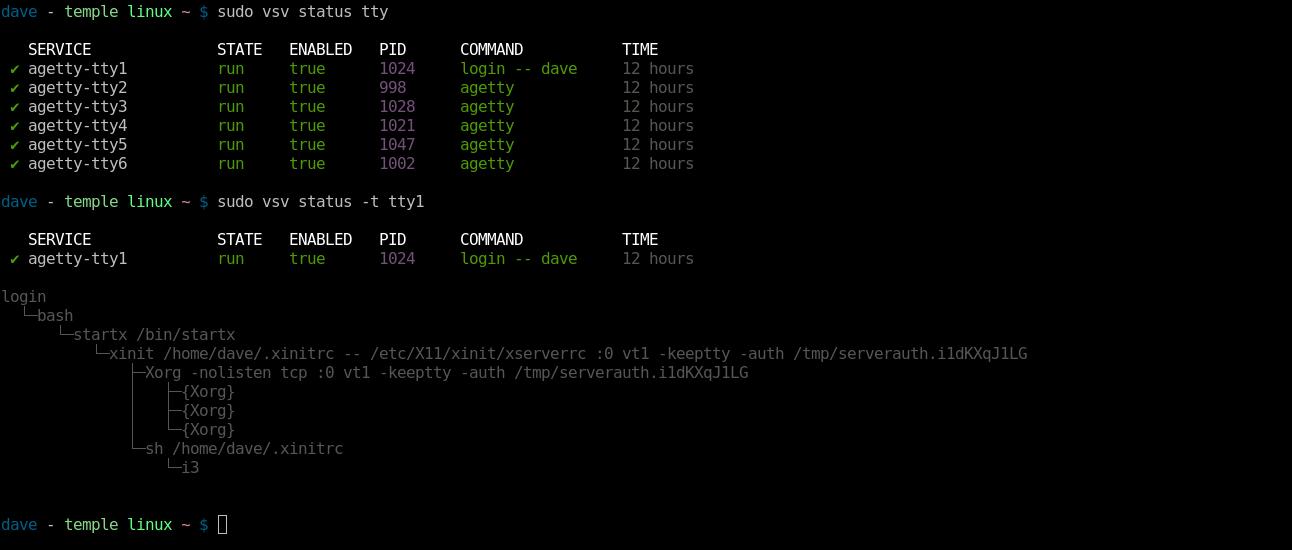 dave - temple linux ~ $ sudo vsv status tty
SERVICE STATE ENABLED PID COMMAND TIME
✔ agetty-tty1 run true 1024 login -- dave 12 hours
✔ agetty-tty2 run true 998 agetty 12 hours
✔ agetty-tty3 run true 1028 agetty 12 hours
✔ agetty-tty4 run true 1021 agetty 12 hours
✔ agetty-tty5 run true 1047 agetty 12 hours
✔ agetty-tty6 run true 1002 agetty 12 hours
dave - temple linux ~ $ sudo vsv status -t tty1
SERVICE STATE ENABLED PID COMMAND TIME
✔ agetty-tty1 run true 1024 login -- dave 12 hours
login
└─bash
└─startx /bin/startx
└─xinit /home/dave/.xinitrc -- /etc/X11/xinit/xserverrc :0 vt1 -keeptty -auth /tmp/serverauth.i1dKXqJ1LG
├─Xorg -nolisten tcp :0 vt1 -keeptty -auth /tmp/serverauth.i1dKXqJ1LG
│ ├─{Xorg}
│ ├─{Xorg}
│ └─{Xorg}
└─sh /home/dave/.xinitrc
└─i3
dave - temple linux ~ $